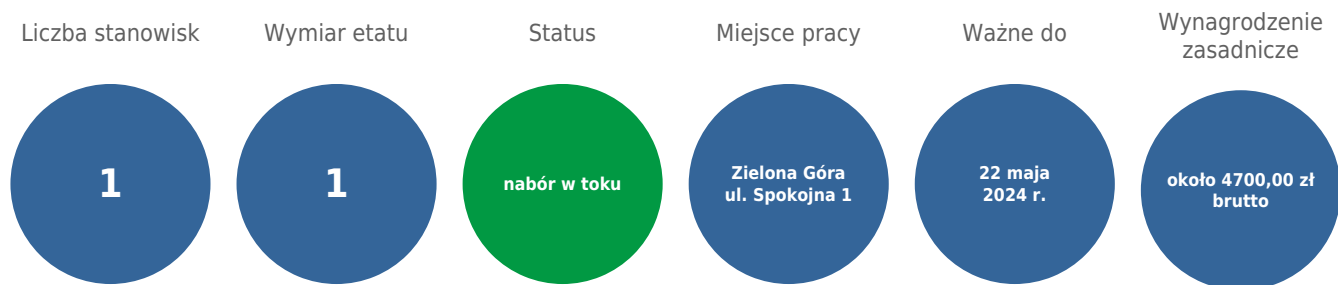 Liczba stanowisk
1
Wymiar etatu
1
Status
nabór w toku
Miejsce pracy
Zielona Góra
ul. Spokojna 1
Ważne do
22 maja
2024 r.
Wynagrodzenie
zasadnicze
około 4700,00 zł
brutto